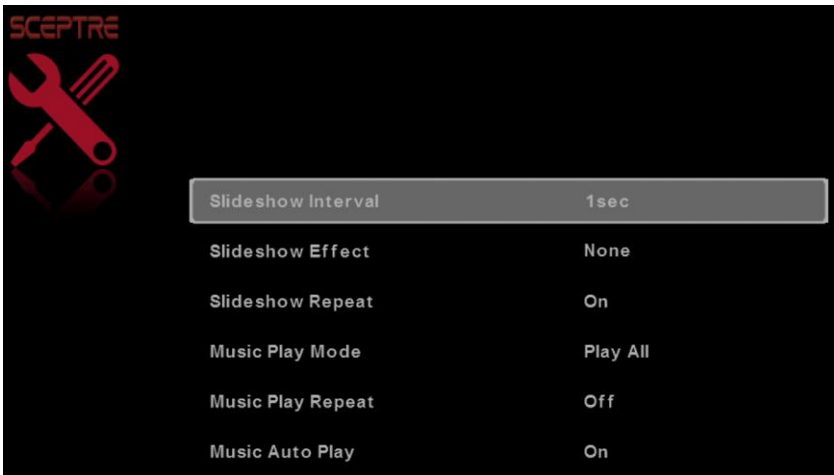 SCEPTRE
Slideshow Interval 1sec
Slideshow Effect None
Slideshow Repeat On
Music Play Mode Play All
Music Play Repeat Off
Music Auto Play On